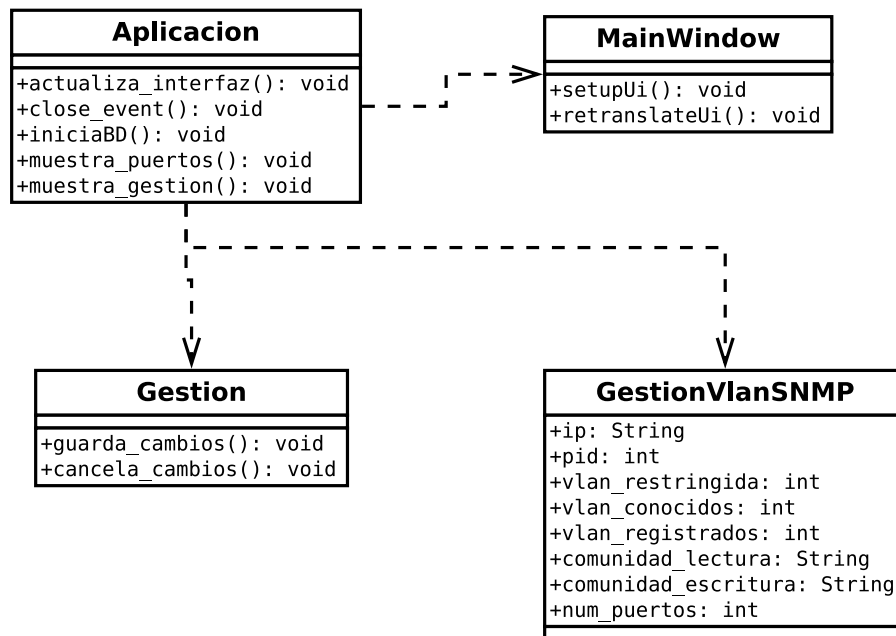 Aplicacion
+actualiza_interfaz(): void
+close_event(): void
+iniciaBD(): void
+muestra_puertos(): void
+muestra_gestion(): void
MainWindow
+setupUi(): void
+retranslateUi(): void
Gestion
+guarda_cambios(): void
+cancela_cambios(): void
GestionVlanSNMP
+ip: String
+pid: int
+vlan_restringida: int
+vlan_conocidos: int
+vlan_registrados: int
+comunidad_lectura: String
+comunidad_escritura: String
+num_puertos: int